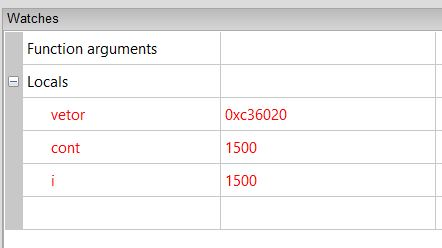 Watches
Function arguments
Locals
vetor 0xc36020
cont 1500
i 1500